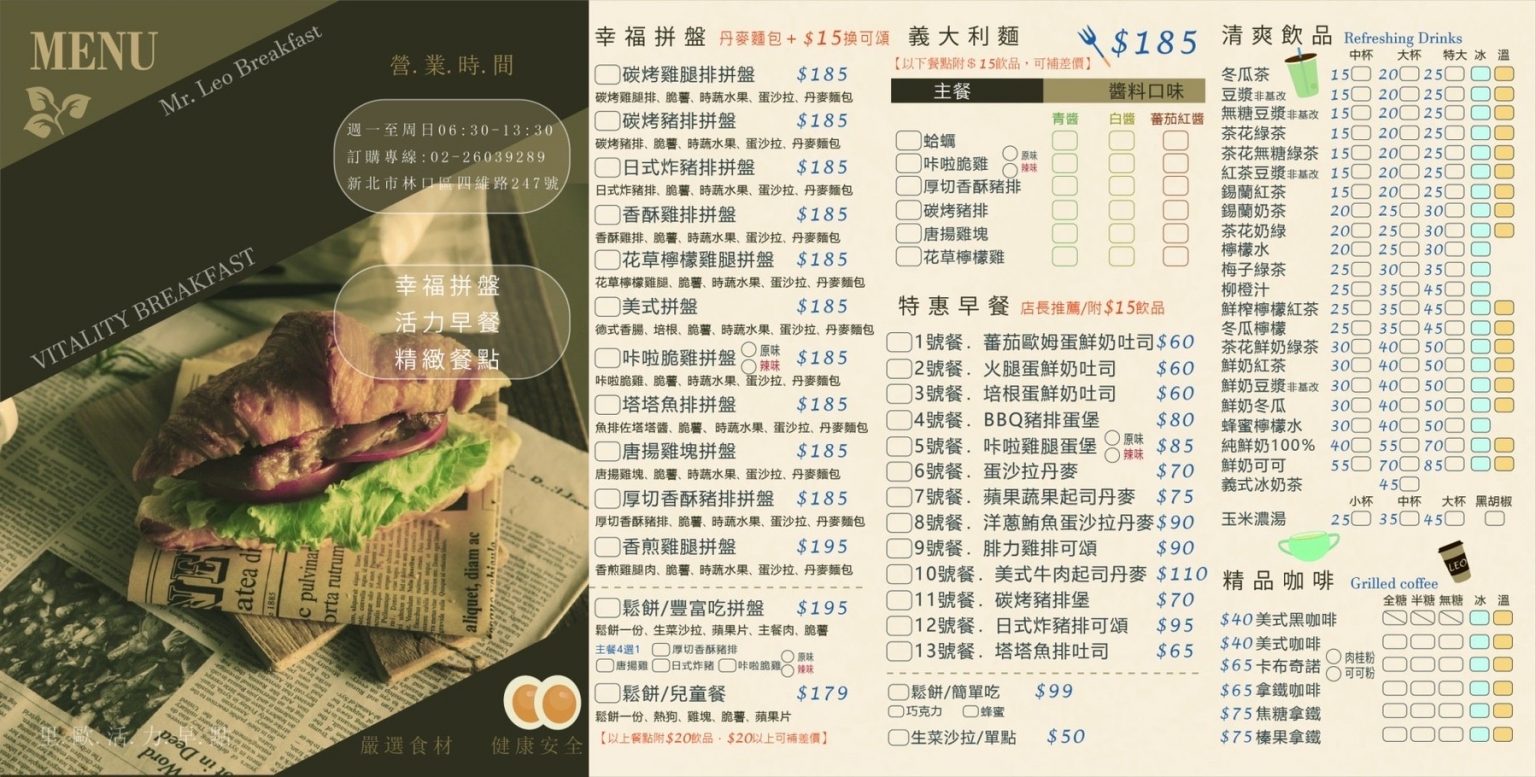 MENU
Mr. Leo Breakfast
營.業.時.間
週一至周日06:30-13:30
訂購專線:02-26039289
新北市林口區四維路247號
VITALITY BREAKFAST
幸福拼盤
活力早餐
精緻餐點
里.歐.活.力.早.點
嚴選食材 健康安全
幸福拼盤 丹麥麵包+$15換可頌
碳烤雞腿排拼盤 $185
碳烤雞腿排、脆薯、時蔬水果、蛋沙拉、丹麥麵包
碳烤豬排拼盤 $185
碳烤豬排、脆薯、時蔬水果、蛋沙拉、丹麥麵包
日式炸豬排拼盤 $185
日式炸豬排、脆薯、時蔬水果、蛋沙拉、丹麥麵包
香酥雞排拼盤 $185
香酥雞排、脆薯、時蔬水果、蛋沙拉、丹麥麵包
花草檸檬雞腿拼盤 $185
花草檸檬雞腿、脆薯、時蔬水果、蛋沙拉、丹麥麵包
美式拼盤 $185
德式香腸、培根、脆薯、時蔬水果、蛋沙拉、丹麥麵包
咔啦脆雞拼盤 原味 辣味 $185
咔啦脆雞、脆薯、時蔬水果、蛋沙拉、丹麥麵包
塔塔魚排拼盤 $185
魚排佐塔塔醬、脆薯、時蔬水果、蛋沙拉、丹麥麵包
唐揚雞塊拼盤 $185
唐揚雞塊、脆薯、時蔬水果、蛋沙拉、丹麥麵包
厚切香酥豬排拼盤 $185
厚切香酥豬排、脆薯、時蔬水果、蛋沙拉、丹麥麵包
香煎雞腿拼盤 $195
香煎雞腿肉、脆薯、時蔬水果、蛋沙拉、丹麥麵包
鬆餅/豐富吃拼盤 $195
鬆餅一份、生菜沙拉、蘋果片、主餐肉、脆薯
主餐4選1 厚切香酥豬排
唐揚雞 日式炸豬 咔啦脆雞 原味 辣味
鬆餅/兒童餐 $179
鬆餅一份、熱狗、雞塊、脆薯、蘋果片
【以上餐點附$20飲品．$20以上可補差價】
義大利麵 $185
【以下餐點附＄15飲品，可補差價】
主餐 醬料口味
青醬 白醬 蕃茄紅醬
蛤蠣
咔啦脆雞 原味 辣味
厚切香酥豬排
碳烤豬排
唐揚雞塊
花草檸檬雞
特惠早餐 店長推薦/附$15飲品
1號餐．蕃茄歐姆蛋鮮奶吐司 $60
2號餐．火腿蛋鮮奶吐司 $60
3號餐．培根蛋鮮奶吐司 $60
4號餐．BBQ豬排蛋堡 $80
5號餐．咔啦雞腿蛋堡 原味 辣味 $85
6號餐．蛋沙拉丹麥 $70
7號餐．蘋果蔬果起司丹麥 $75
8號餐．洋蔥鮪魚蛋沙拉丹麥 $90
9號餐．腓力雞排可頌 $90
10號餐．美式牛肉起司丹麥 $110
11號餐．碳烤豬排堡 $70
12號餐．日式炸豬排可頌 $95
13號餐．塔塔魚排吐司 $65
鬆餅/簡單吃 $99
巧克力 蜂蜜
生菜沙拉/單點 $50
清爽飲品 Refreshing Drinks
中杯 大杯 特大 冰 溫
冬瓜茶 15 20 25
豆漿非基改 15 20 25
無糖豆漿非基改 15 20 25
茶花綠茶 15 20 25
茶花無糖綠茶 15 20 25
紅茶豆漿非基改 15 20 25
錫蘭紅茶 15 20 25
錫蘭奶茶 20 25 30
茶花奶綠 20 25 30
檸檬水 20 25 30
梅子綠茶 25 30 35
柳橙汁 25 35 45
鮮榨檸檬紅茶 25 35 45
冬瓜檸檬 25 35 45
茶花鮮奶綠茶 30 40 50
鮮奶紅茶 30 40 50
鮮奶豆漿非基改 30 40 50
鮮奶冬瓜 30 40 50
蜂蜜檸檬水 30 40 50
純鮮奶100% 40 55 70
鮮奶可可 55 70 85
義式冰奶茶 45
小杯 中杯 大杯 黑胡椒
玉米濃湯 25 35 45
LEO
精品咖啡 Grilled coffee
全糖 半糖 無糖 冰 溫
$40 美式黑咖啡
$40 美式咖啡
$65 卡布奇諾 肉桂粉 可可粉
$65 拿鐵咖啡
$75 焦糖拿鐵
$75 榛果拿鐵